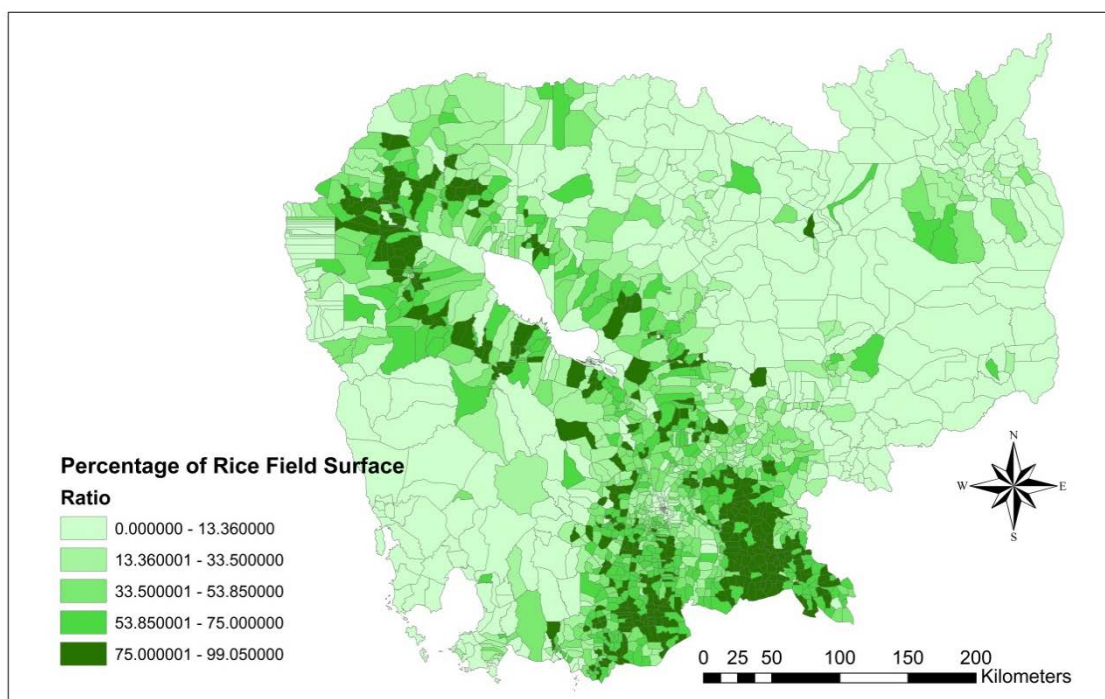 N
W
E
S
Percentage of Rice Field Surface
Ratio
0.000000 - 13.360000
13.360001 - 33.500000
33.500001 - 53.850000
53.850001 - 75.000000
75.000001 - 99.050000
0 25 50 100 150 200
Kilometers